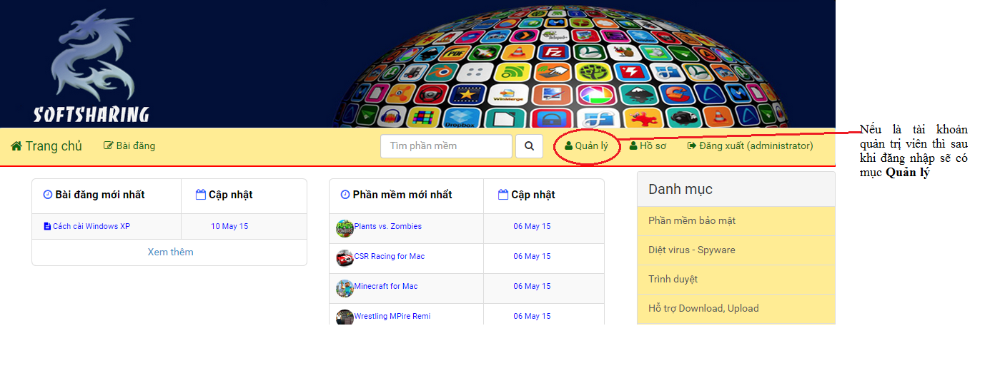 SOFTSHARING
PDF
Notepad++
WinMerge
Dropbox
Trang chủ
Bài đăng
Tìm phần mềm
Quản lý
Hồ sơ
Đăng xuất (administrator)
Nếu là tài khoản
quản trị viên thì sau
khi đăng nhập sẽ có
mục Quản lý
Bài đăng mới nhất
Cập nhật
Cách cài Windows XP
10 May 15
Xem thêm
Phần mềm mới nhất
Cập nhật
Plants vs. Zombies
06 May 15
CSR Racing for Mac
06 May 15
Minecraft for Mac
06 May 15
Wrestling MPire Remi
06 May 15
Danh mục
Phần mềm bảo mật
Diệt virus - Spyware
Trình duyệt
Hỗ trợ Download, Upload